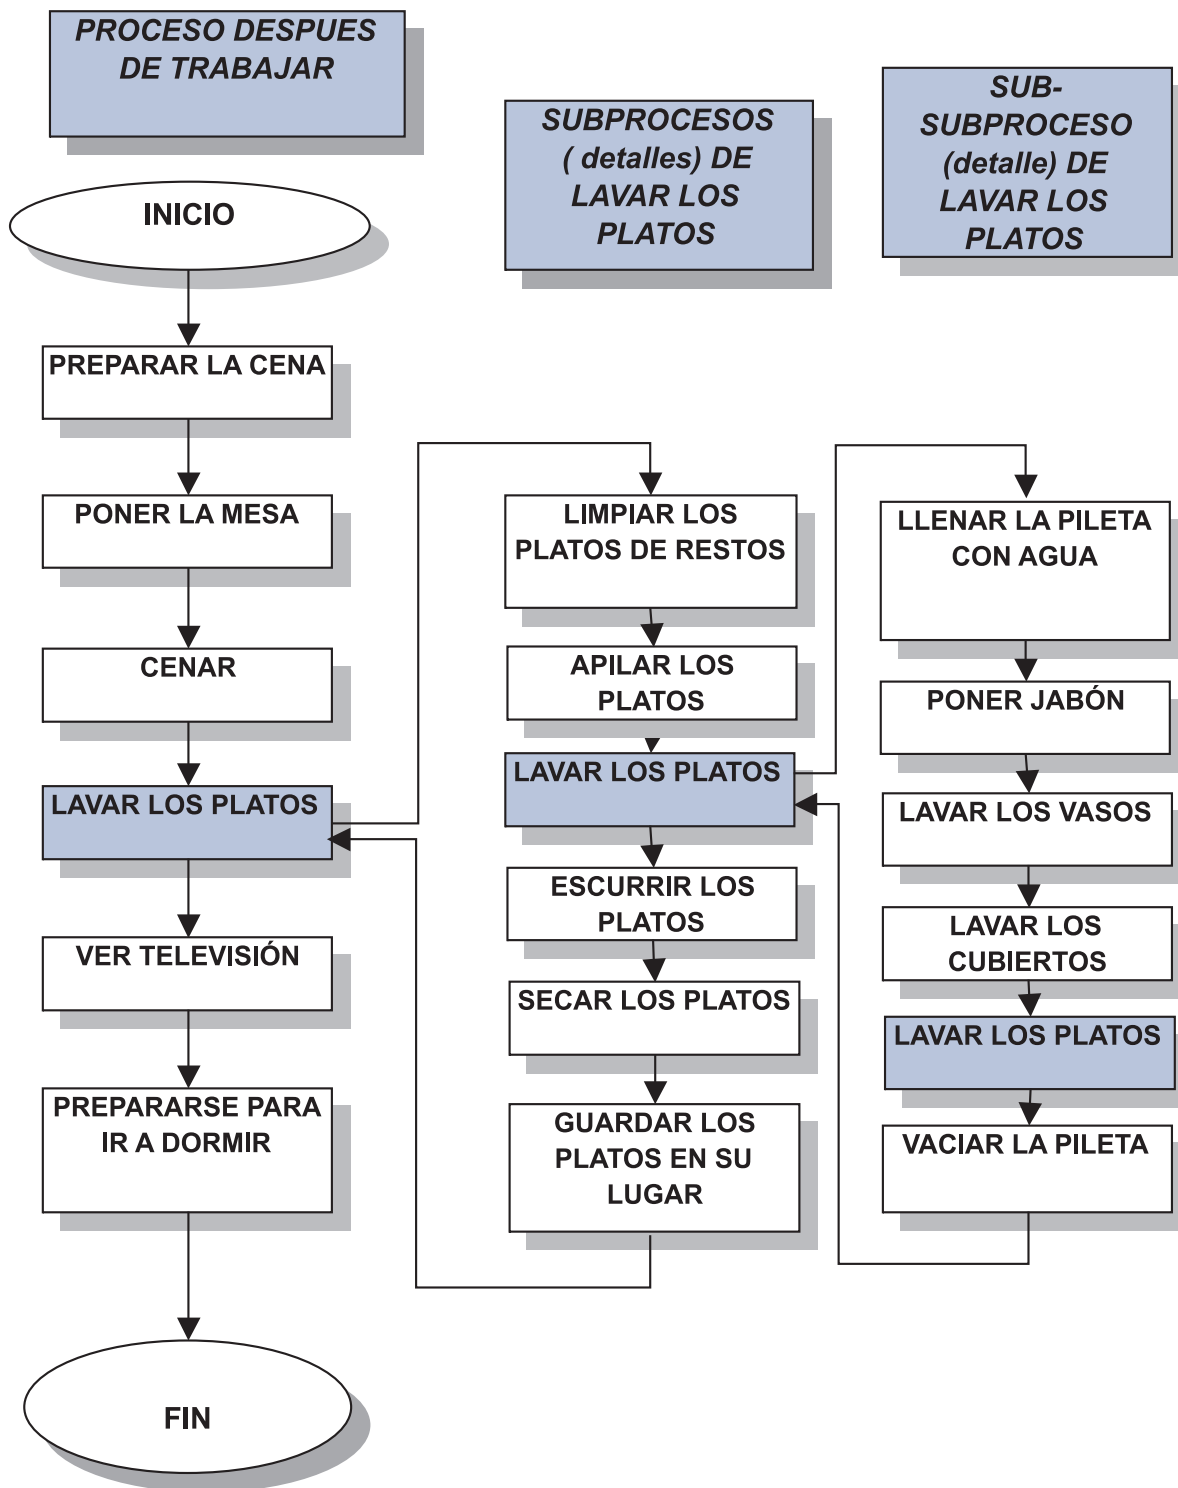 PROCESO DESPUES
DE TRABAJAR
INICIO
PREPARAR LA CENA
PONER LA MESA
CENAR
LAVAR LOS PLATOS
VER TELEVISIÓN
PREPARARSE PARA
IR A DORMIR
FIN
SUBPROCESOS
( detalles) DE
LAVAR LOS
PLATOS
LIMPIAR LOS
PLATOS DE RESTOS
APILAR LOS
PLATOS
LAVAR LOS PLATOS
ESCURRIR LOS
PLATOS
SECAR LOS PLATOS
GUARDAR LOS
PLATOS EN SU
LUGAR
SUB-
SUBPROCESO
(detalle) DE
LAVAR LOS
PLATOS
LLENAR LA PILETA
CON AGUA
PONER JABÓN
LAVAR LOS VASOS
LAVAR LOS
CUBIERTOS
LAVAR LOS PLATOS
VACIAR LA PILETA